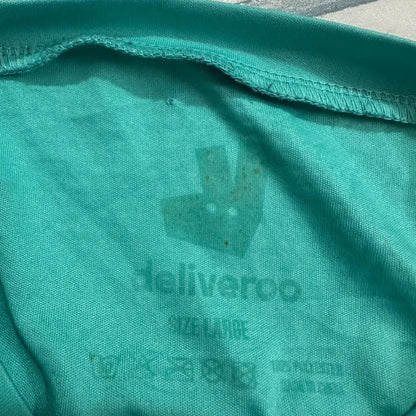 deliveroo
SIZE LARGE
100% POLYESTER